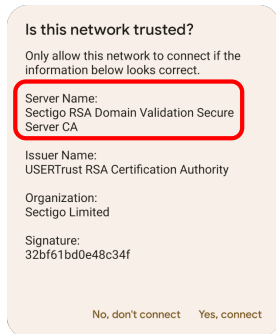 Is this network trusted?
Only allow this network to connect if the
information below looks correct.
Server Name:
Sectigo RSA Domain Validation Secure
Server CA
Issuer Name:
USERTrust RSA Certification Authority
Organization:
Sectigo Limited
Signature:
32bf61bd0e48c34f
No, don't connect Yes, connect